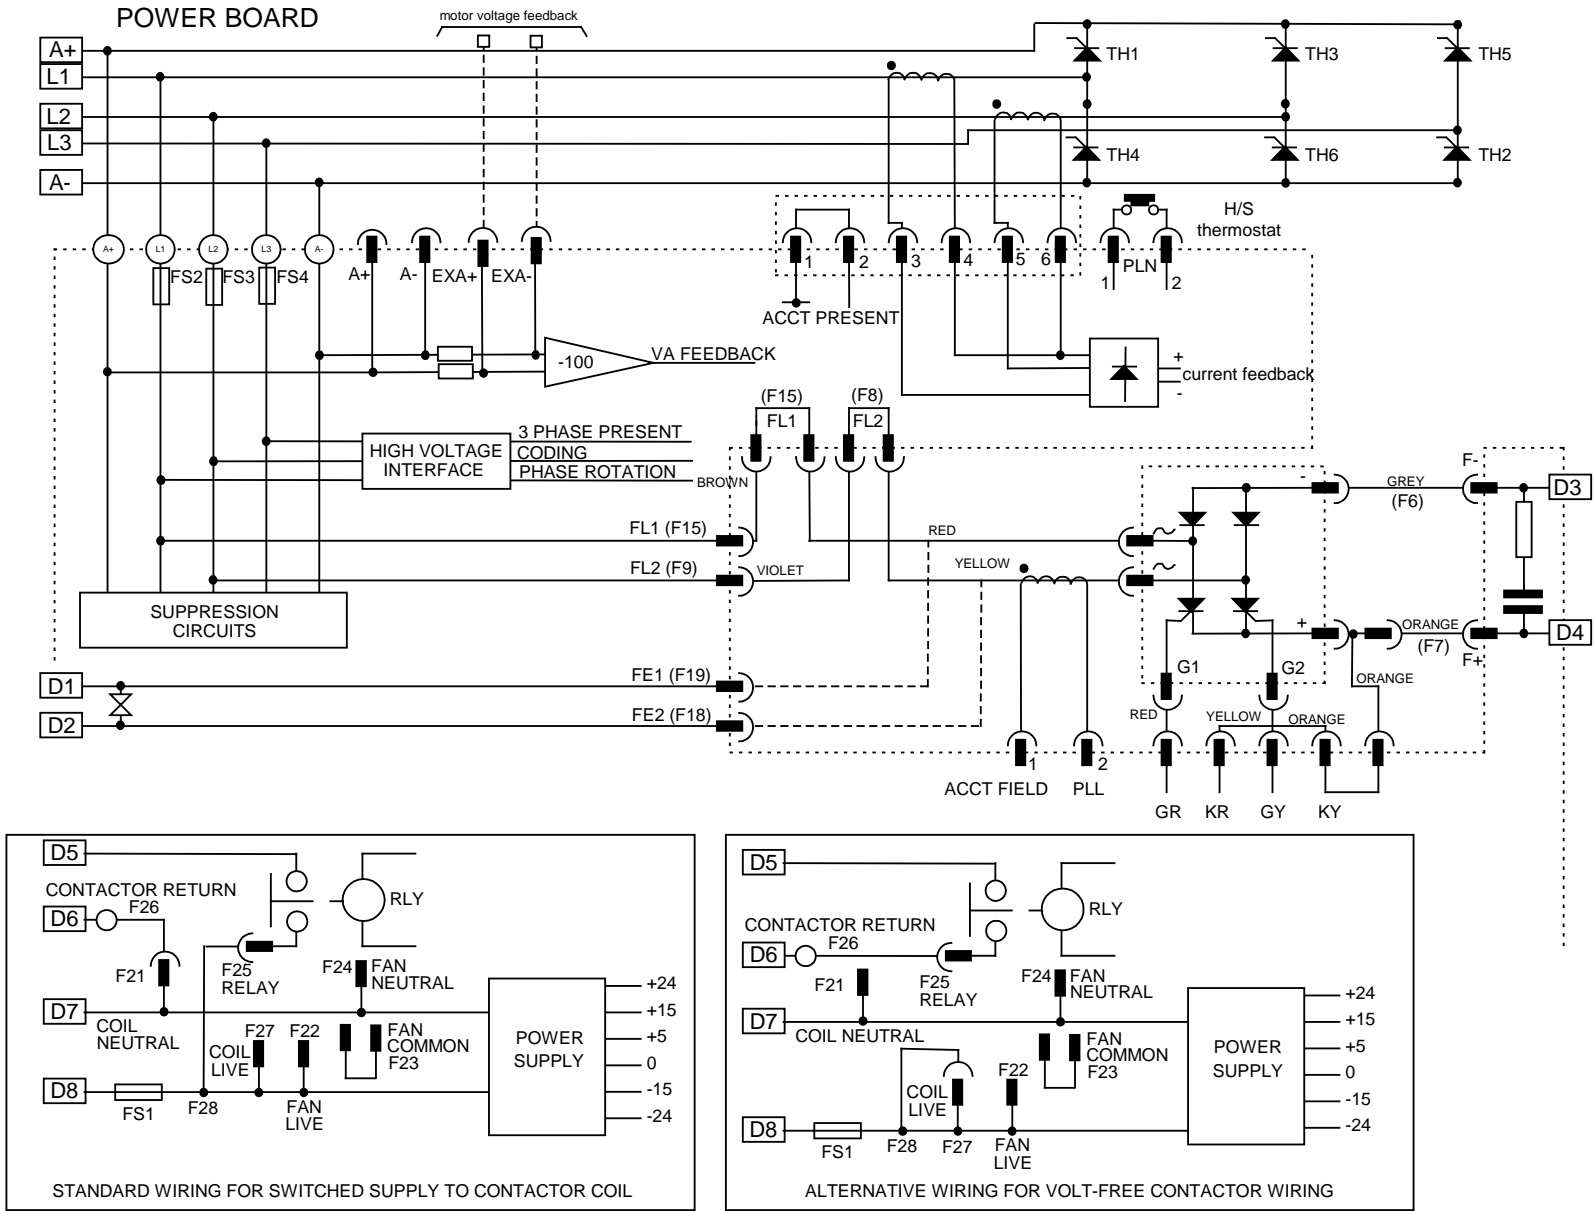 POWER BOARD
motor voltage feedback
A+
L1
L2
L3
A-
TH1
TH3
TH5
TH4
TH6
TH2
H/S
thermostat
A+
L1
L2
L3
A-
FS2
FS3
FS4
A+
A-
EXA+
EXA-
1
2
3
4
5
6
PLN
1
2
ACCT PRESENT
-100
VA FEEDBACK
+
current feedback
-
(F15)
FL1
(F8)
FL2
HIGH VOLTAGE
INTERFACE
3 PHASE PRESENT
CODING
PHASE ROTATION
BROWN
FL1 (F15)
RED
FL2 (F9)
VIOLET
YELLOW
-
GREY
(F6)
F-
D3
+
ORANGE
(F7)
F+
D4
ORANGE
SUPPRESSION
CIRCUITS
D1
FE1 (F19)
D2
FE2 (F18)
G1
G2
RED
YELLOW
ORANGE
1
2
ACCT FIELD
PLL
GR
KR
GY
KY
D5
CONTACTOR RETURN
F26
D6
RLY
F21
F25
RELAY
F24
FAN
NEUTRAL
D7
COIL
NEUTRAL
F27
F22
COIL
LIVE
FAN
COMMON
F23
POWER
SUPPLY
+24
+15
+5
0
-15
-24
D8
FS1
F28
FAN
LIVE
STANDARD WIRING FOR SWITCHED SUPPLY TO CONTACTOR COIL
D5
CONTACTOR RETURN
F26
D6
RLY
F21
F25
RELAY
F24
FAN
NEUTRAL
D7
COIL NEUTRAL
FAN
COMMON
F23
F22
COIL
LIVE
POWER
SUPPLY
+24
+15
+5
0
-15
-24
D8
FS1
F28
F27
FAN
LIVE
ALTERNATIVE WIRING FOR VOLT-FREE CONTACTOR WIRING